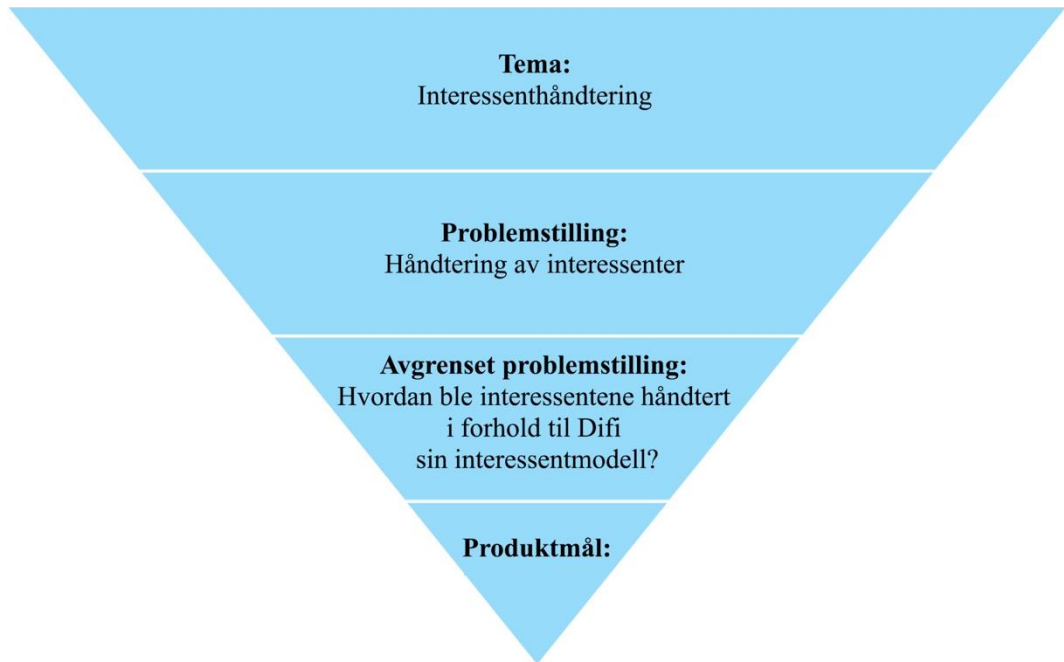 Tema:
Interessenthåndtering
Problemstilling:
Håndtering av interessenter
Avgrenset problemstilling:
Hvordan ble interessentene håndtert
i forhold til Difi
sin interessentmodell?
Produktmål: